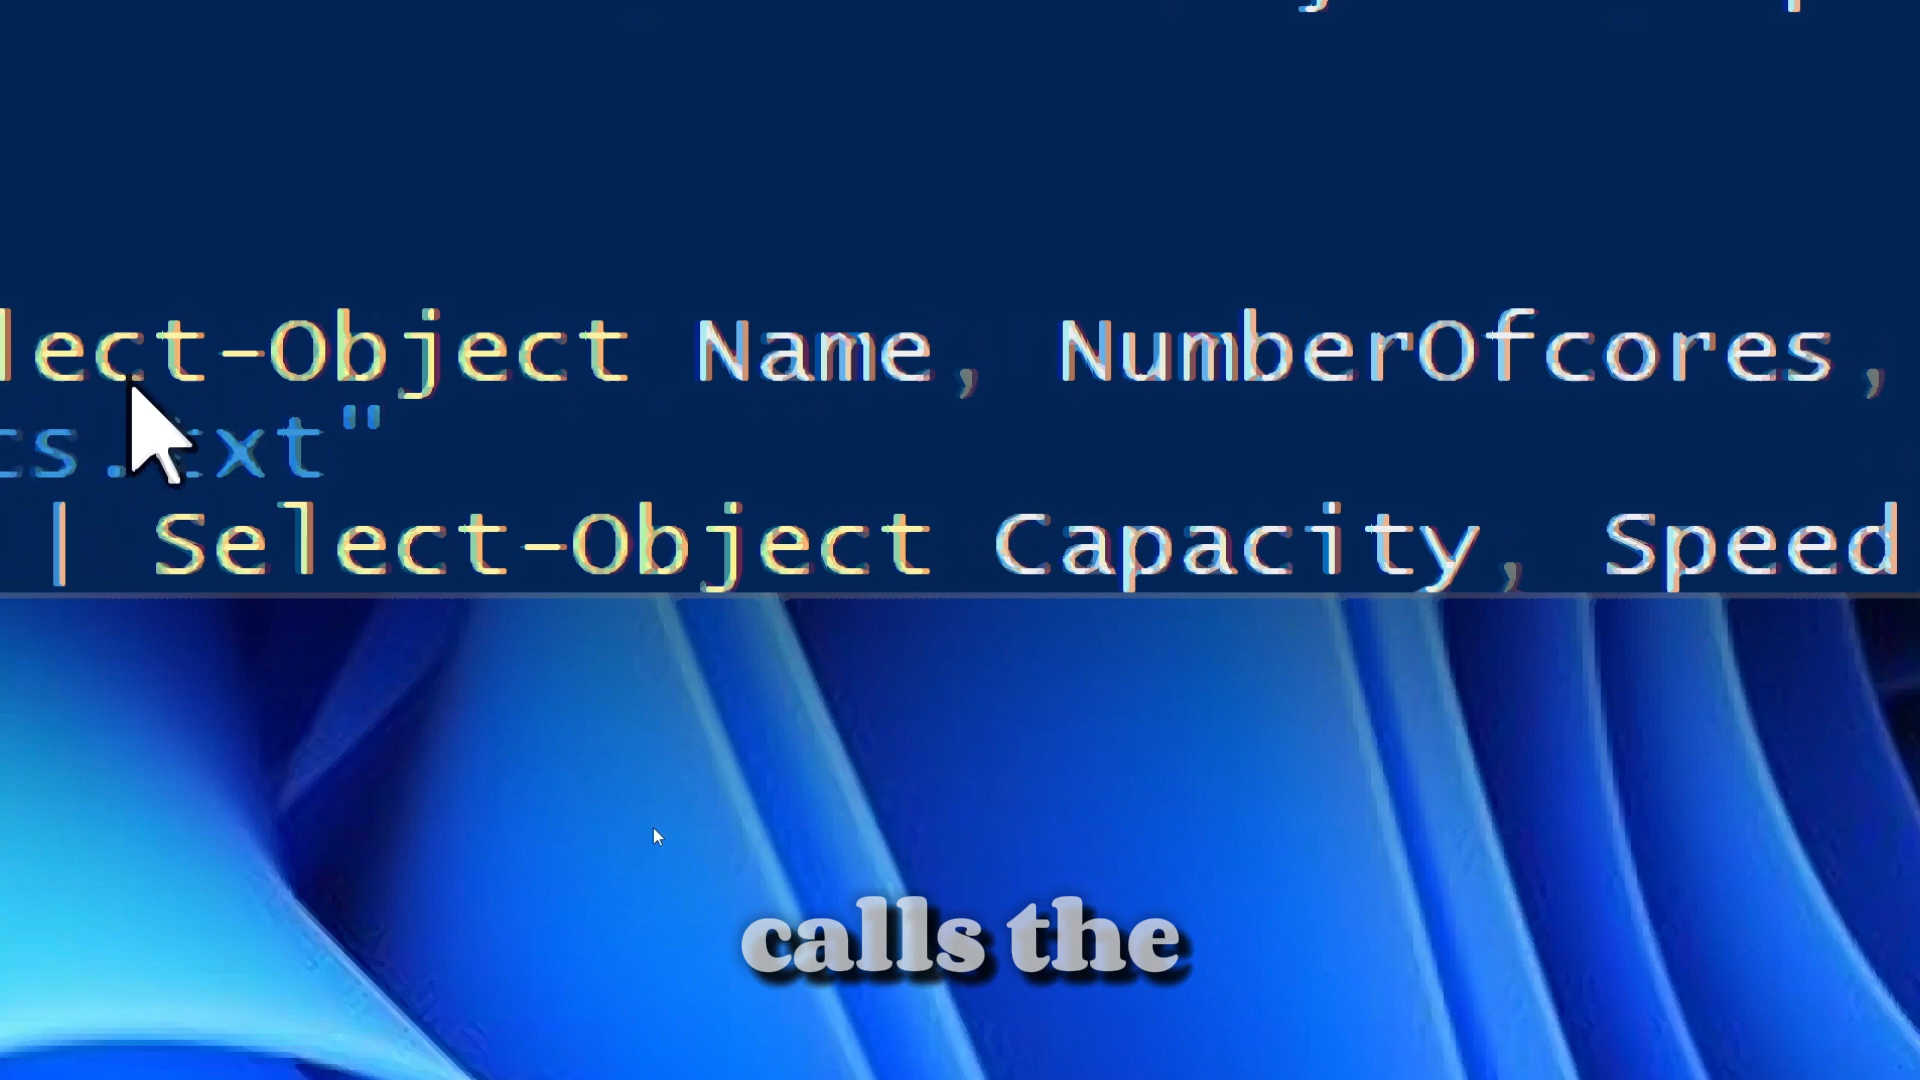 lect-Object Name, NumberOfcores,
cs.txt"
| Select-Object Capacity, Speed
calls the